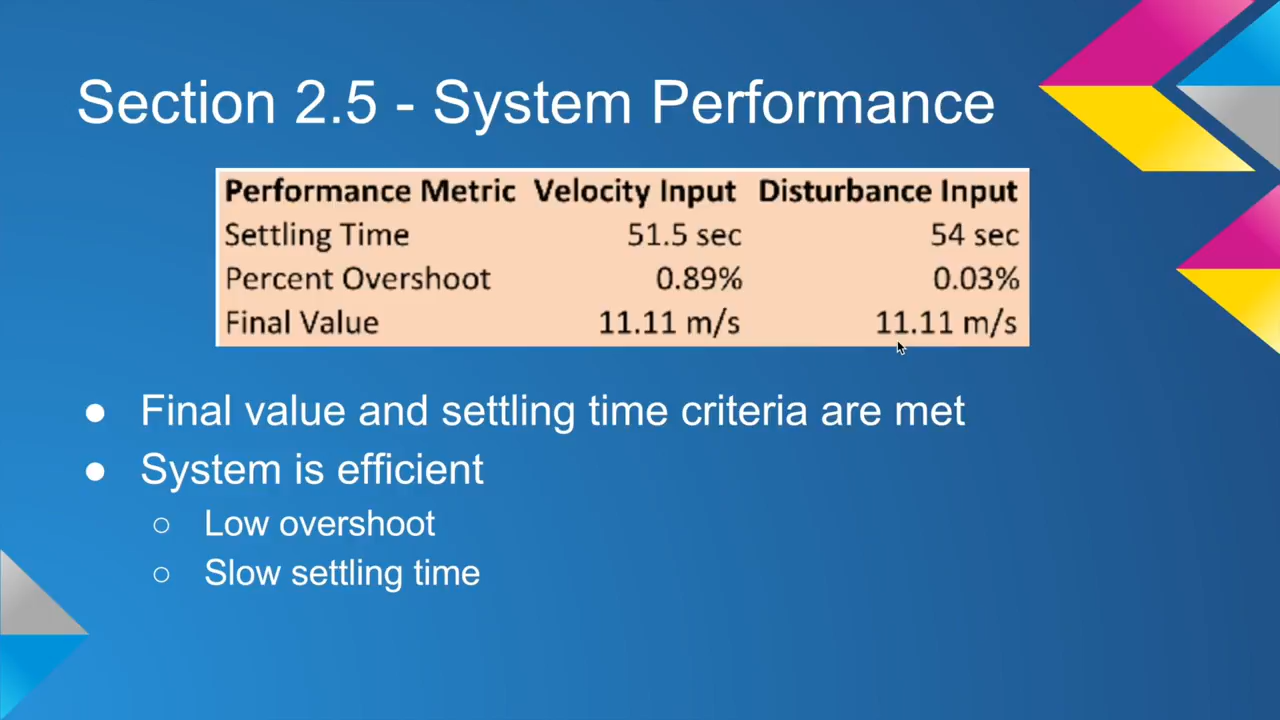 Section 2.5 - System Performance
Performance Metric Velocity Input Disturbance Input
Settling Time 51.5 sec 54 sec
Percent Overshoot 0.89% 0.03%
Final Value 11.11 m/s 11.11 m/s
● Final value and settling time criteria are met
● System is efficient
○ Low overshoot
○ Slow settling time